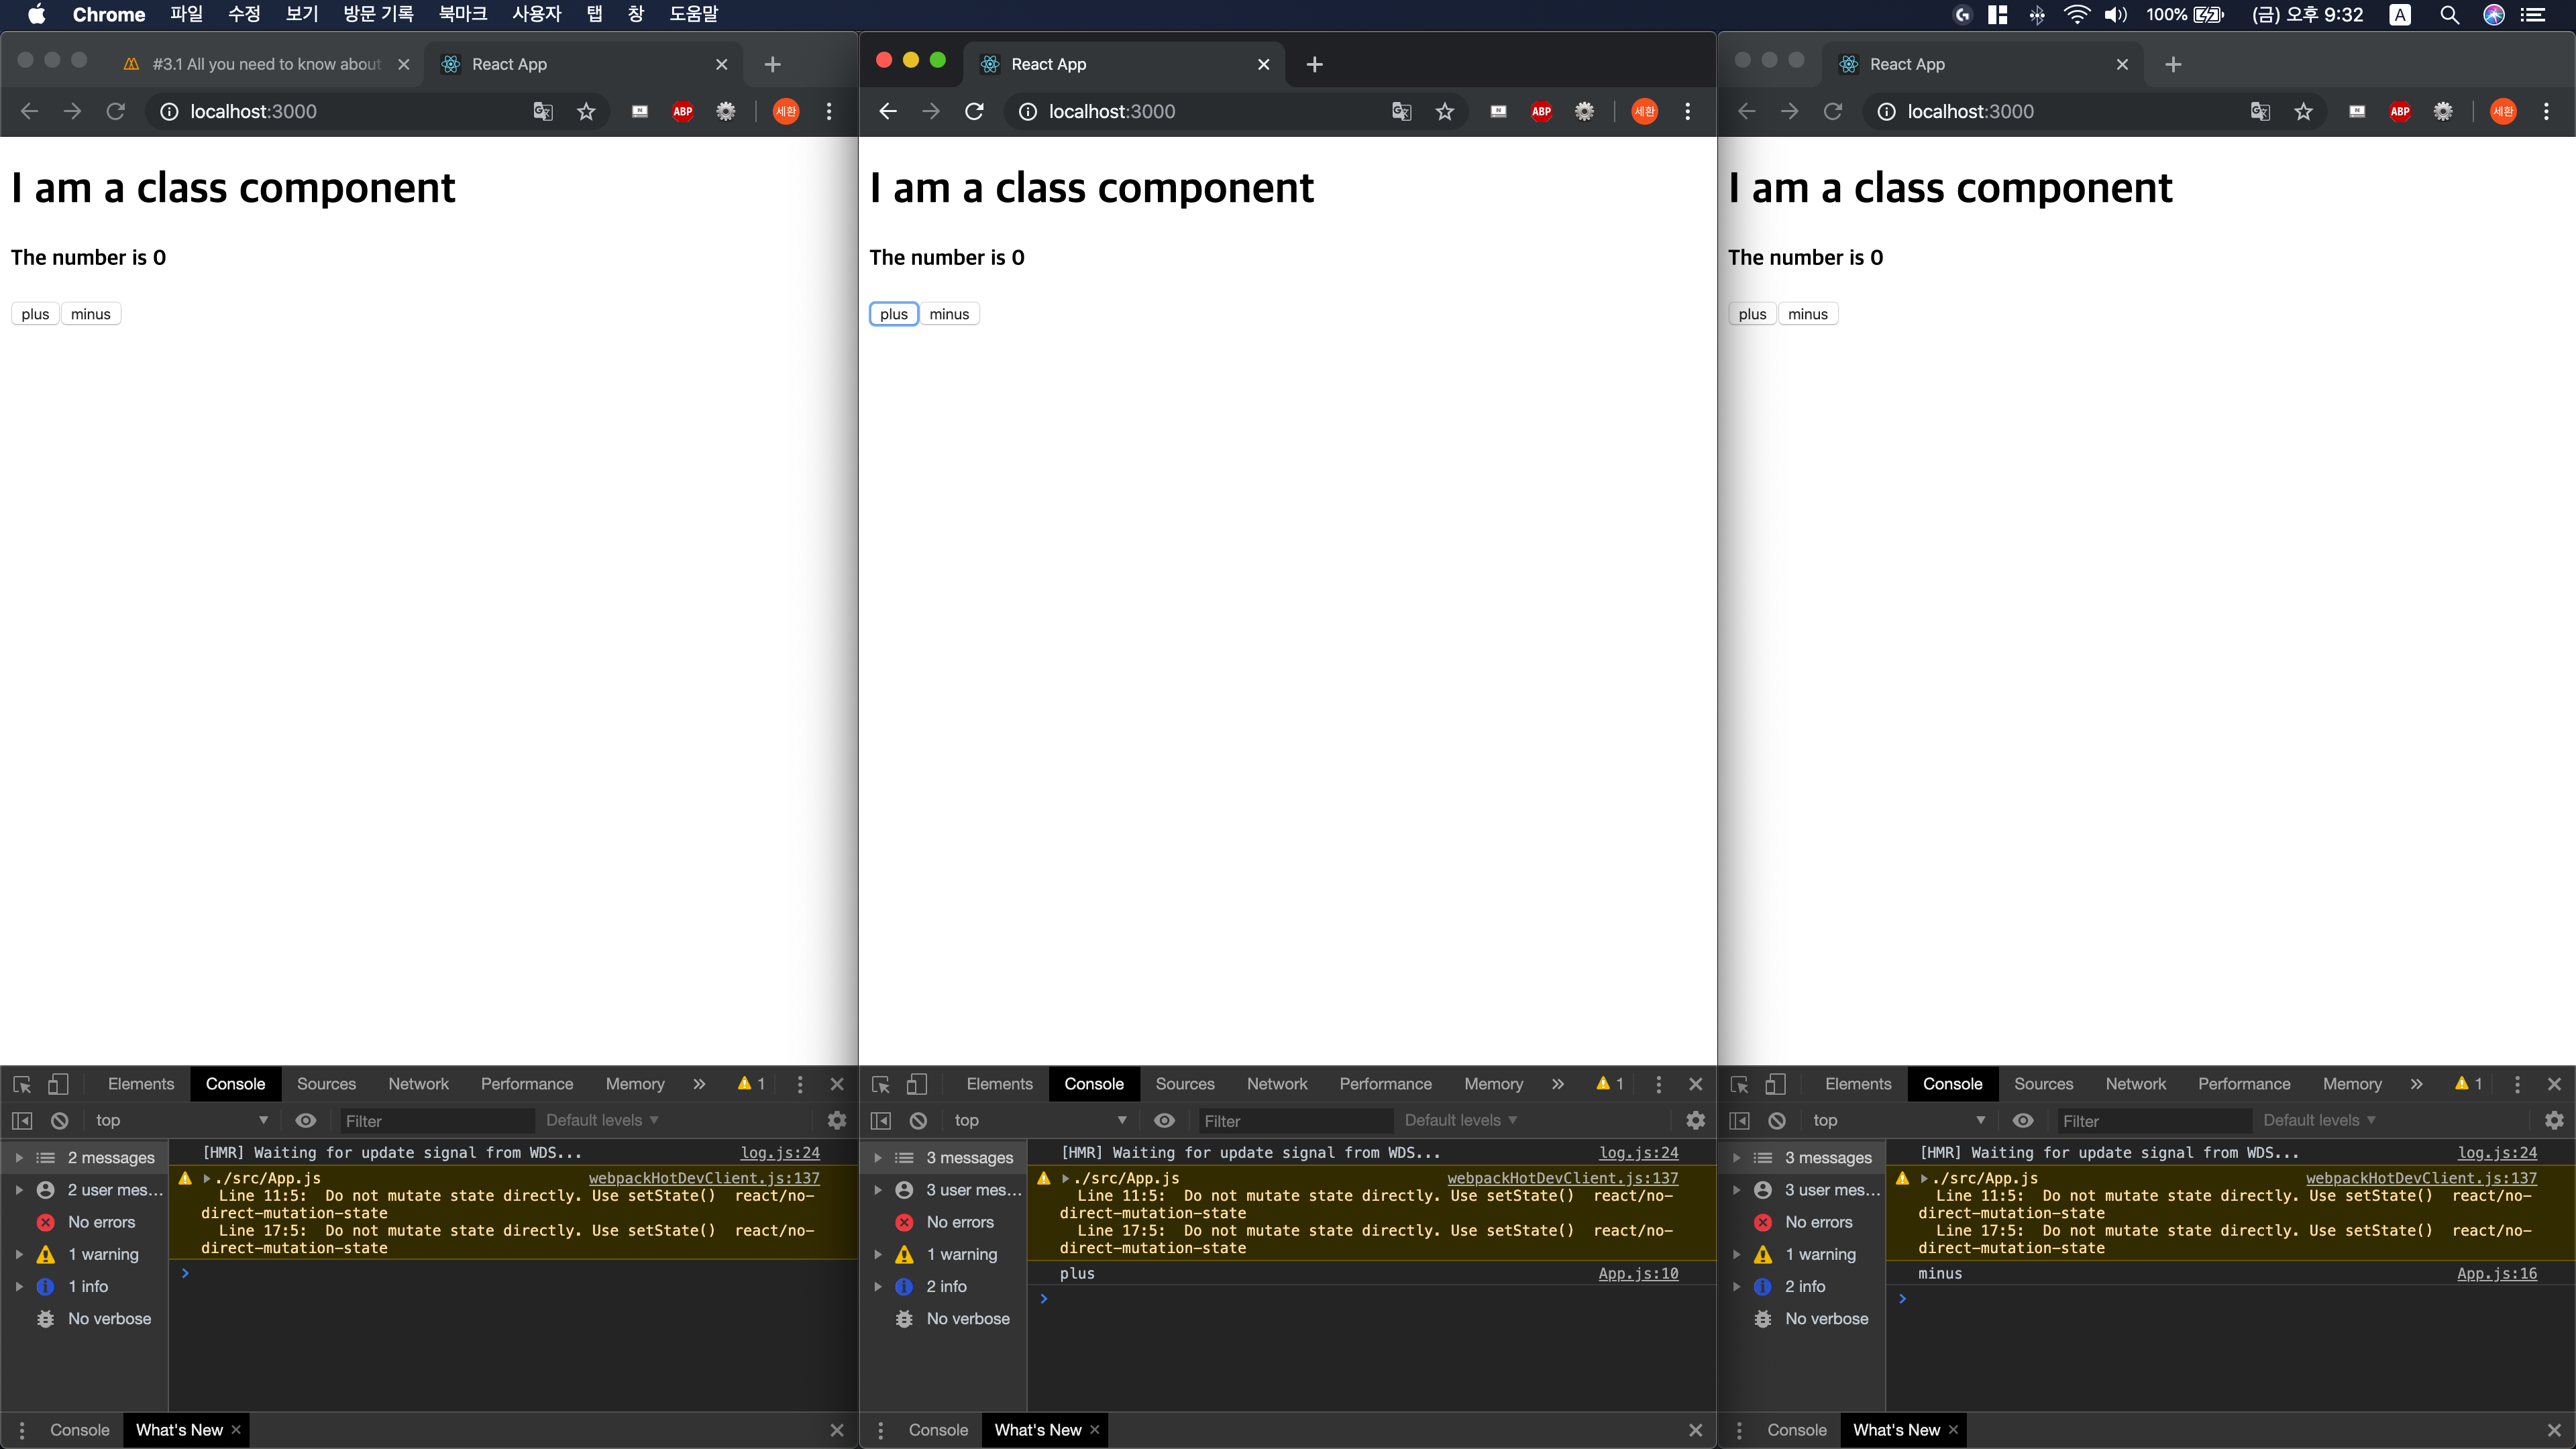 Chrome 파일 수정 보기 방문 기록 북마크 사용자 탭 창 도움말 100% (금) 오후 9:32 A
#3.1 All you need to know about
React App
localhost:3000
ABP
세환
I am a class component
The number is 0
plus minus
Elements Console Sources Network Performance Memory 1
top Filter Default levels
2 messages
2 user mes...
No errors
1 warning
1 info
No verbose
[HMR] Waiting for update signal from WDS... log.js:24
./src/App.js webpackHotDevClient.js:137
Line 11:5: Do not mutate state directly. Use setState() react/no-
direct-mutation-state
Line 17:5: Do not mutate state directly. Use setState() react/no-
direct-mutation-state
Console What's New
React App
localhost:3000
ABP
세환
I am a class component
The number is 0
plus minus
Elements Console Sources Network Performance Memory 1
top Filter Default levels
3 messages
3 user mes...
No errors
1 warning
2 info
No verbose
[HMR] Waiting for update signal from WDS... log.js:24
./src/App.js webpackHotDevClient.js:137
Line 11:5: Do not mutate state directly. Use setState() react/no-
direct-mutation-state
Line 17:5: Do not mutate state directly. Use setState() react/no-
direct-mutation-state
plus App.js:10
Console What's New
React App
localhost:3000
ABP
세환
I am a class component
The number is 0
plus minus
Elements Console Sources Network Performance Memory 1
top Filter Default levels
3 messages
3 user mes...
No errors
1 warning
2 info
No verbose
[HMR] Waiting for update signal from WDS... log.js:24
./src/App.js webpackHotDevClient.js:137
Line 11:5: Do not mutate state directly. Use setState() react/no-
direct-mutation-state
Line 17:5: Do not mutate state directly. Use setState() react/no-
direct-mutation-state
minus App.js:16
Console What's New